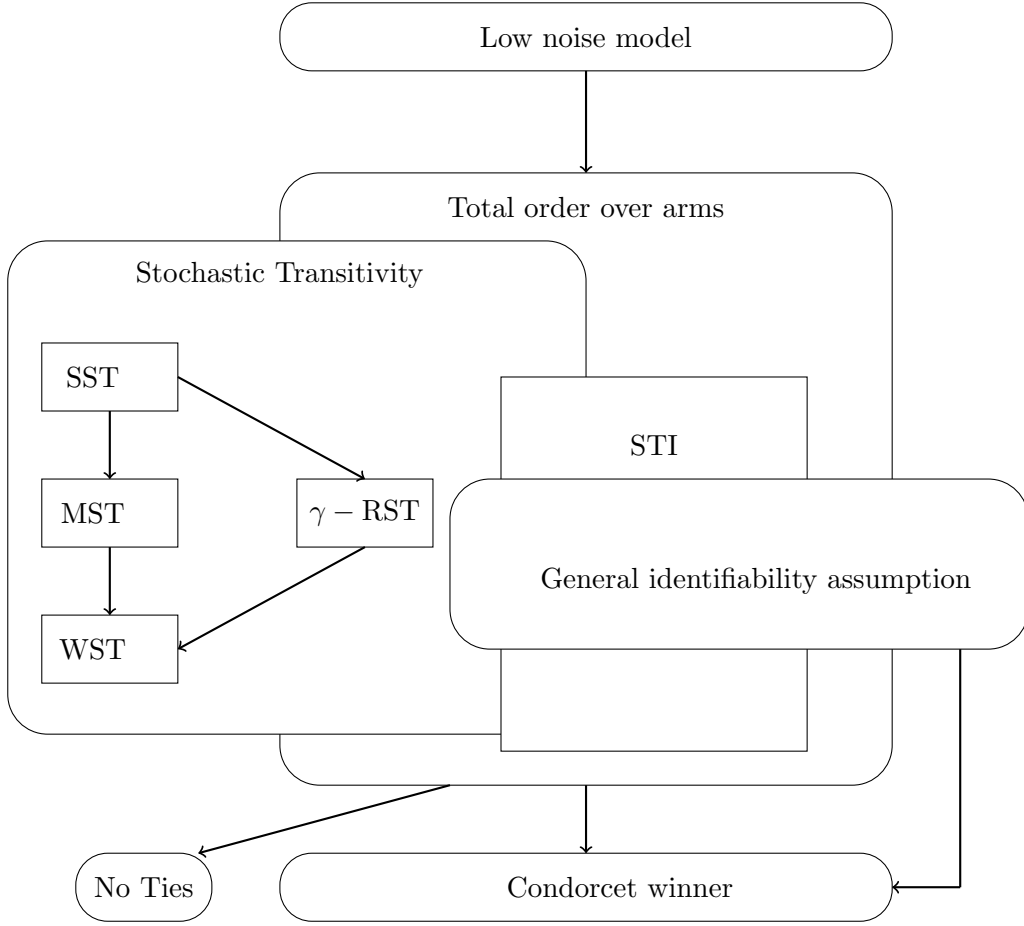 Low noise model
Total order over arms
Stochastic Transitivity
SST
STI
MST
γ − RST
General identifiability assumption
WST
No Ties
Condorcet winner